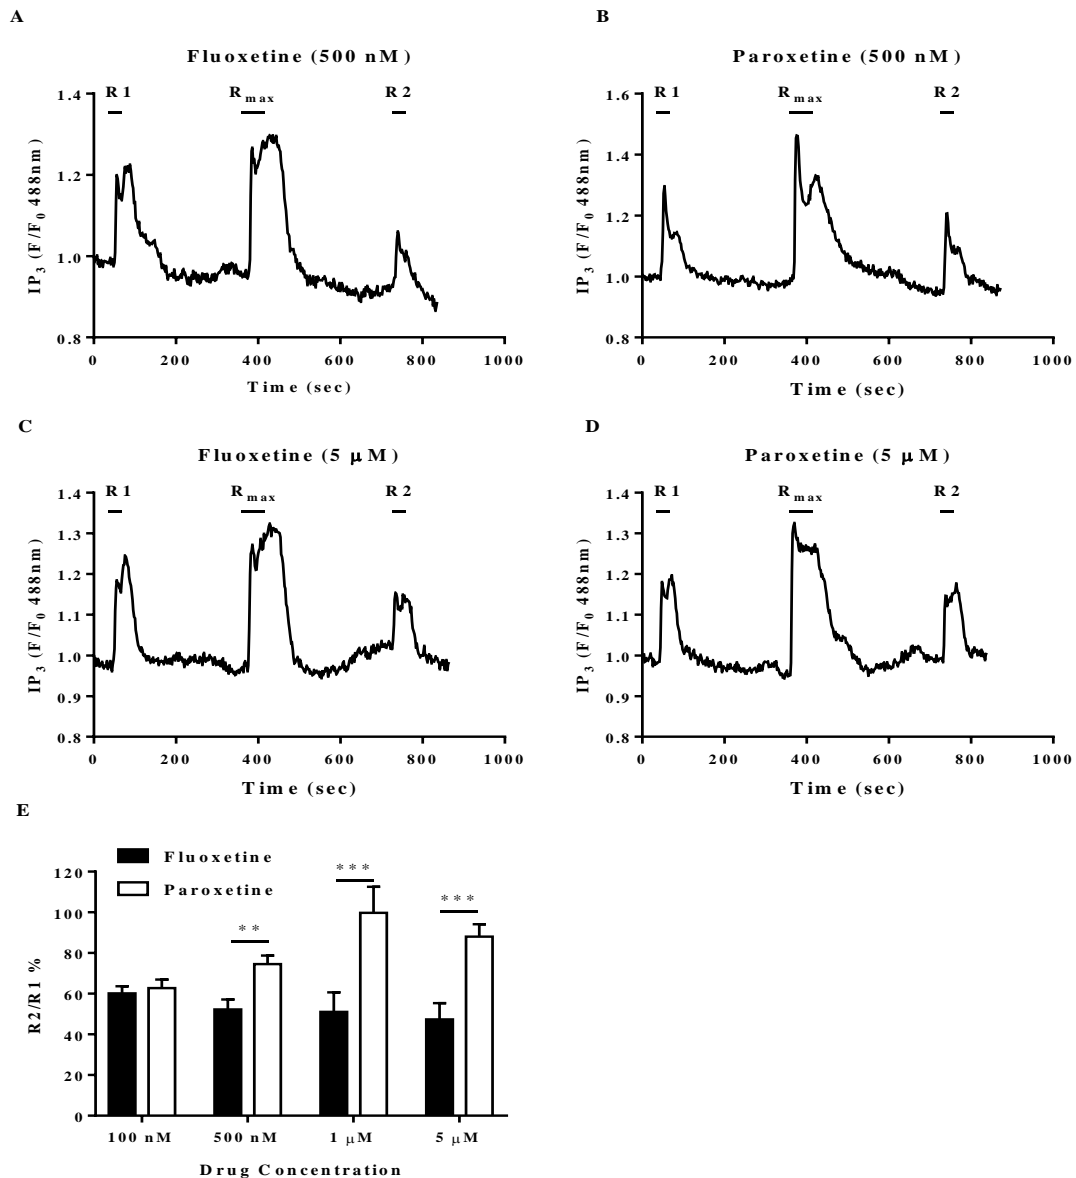 A
B
Fluoxetine (500 nM)
Paroxetine (500 nM)
R1
Rmax
R2
R1
Rmax
R2
1.4
1.2
1.0
0.8
IP3 (F/F0 488nm)
0
200
400
600
800
1000
Time (sec)
1.6
1.4
1.2
1.0
0.8
IP3 (F/F0 488nm)
0
200
400
600
800
1000
Time (sec)
C
D
Fluoxetine (5 μM)
Paroxetine (5 μM)
R1
Rmax
R2
R1
Rmax
R2
1.4
1.3
1.2
1.1
1.0
0.9
0.8
IP3 (F/F0 488nm)
0
200
400
600
800
1000
Time (sec)
1.4
1.3
1.2
1.1
1.0
0.9
0.8
IP3 (F/F0 488nm)
0
200
400
600
800
1000
Time (sec)
E
Fluoxetine
Paroxetine
***
***
**
120
100
80
60
40
20
0
R2/R1 %
100 nM
500 nM
1 μM
5 μM
Drug Concentration